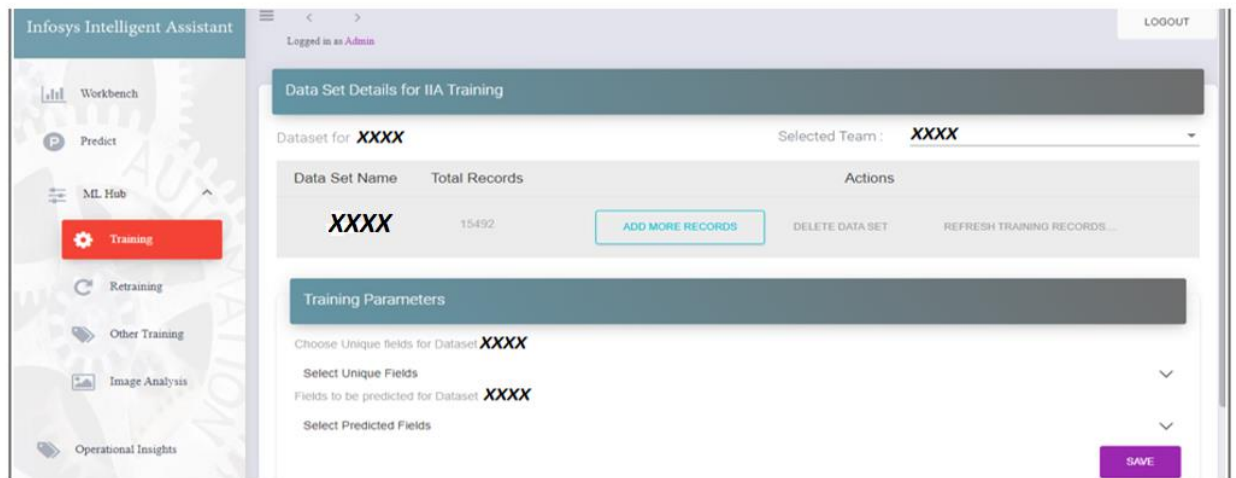 Infosys Intelligent Assistant
LOGOUT
Logged in as Admin
Workbench
Predict
ML Hub
Training
Retraining
Other Training
Image Analysis
Operational Insights
Data Set Details for IIA Training
Dataset for XXXX
Selected Team : XXXX
Data Set Name Total Records Actions
XXXX 15492 ADD MORE RECORDS DELETE DATA SET REFRESH TRAINING RECORDS...
Training Parameters
Choose Unique fields for Dataset XXXX
Select Unique Fields
Fields to be predicted for Dataset XXXX
Select Predicted Fields
SAVE